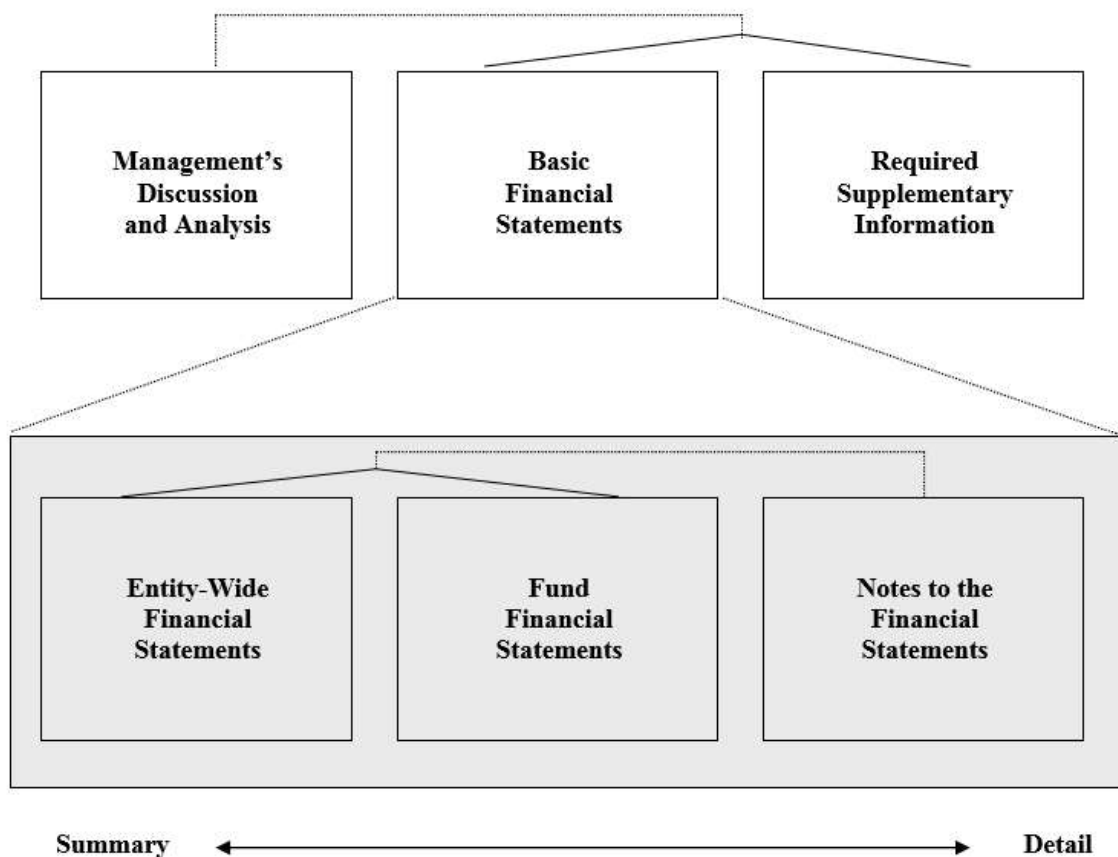 Management’s
Discussion
and Analysis
Basic
Financial
Statements
Required
Supplementary
Information
Entity-Wide
Financial
Statements
Fund
Financial
Statements
Notes to the
Financial
Statements
Summary
Detail